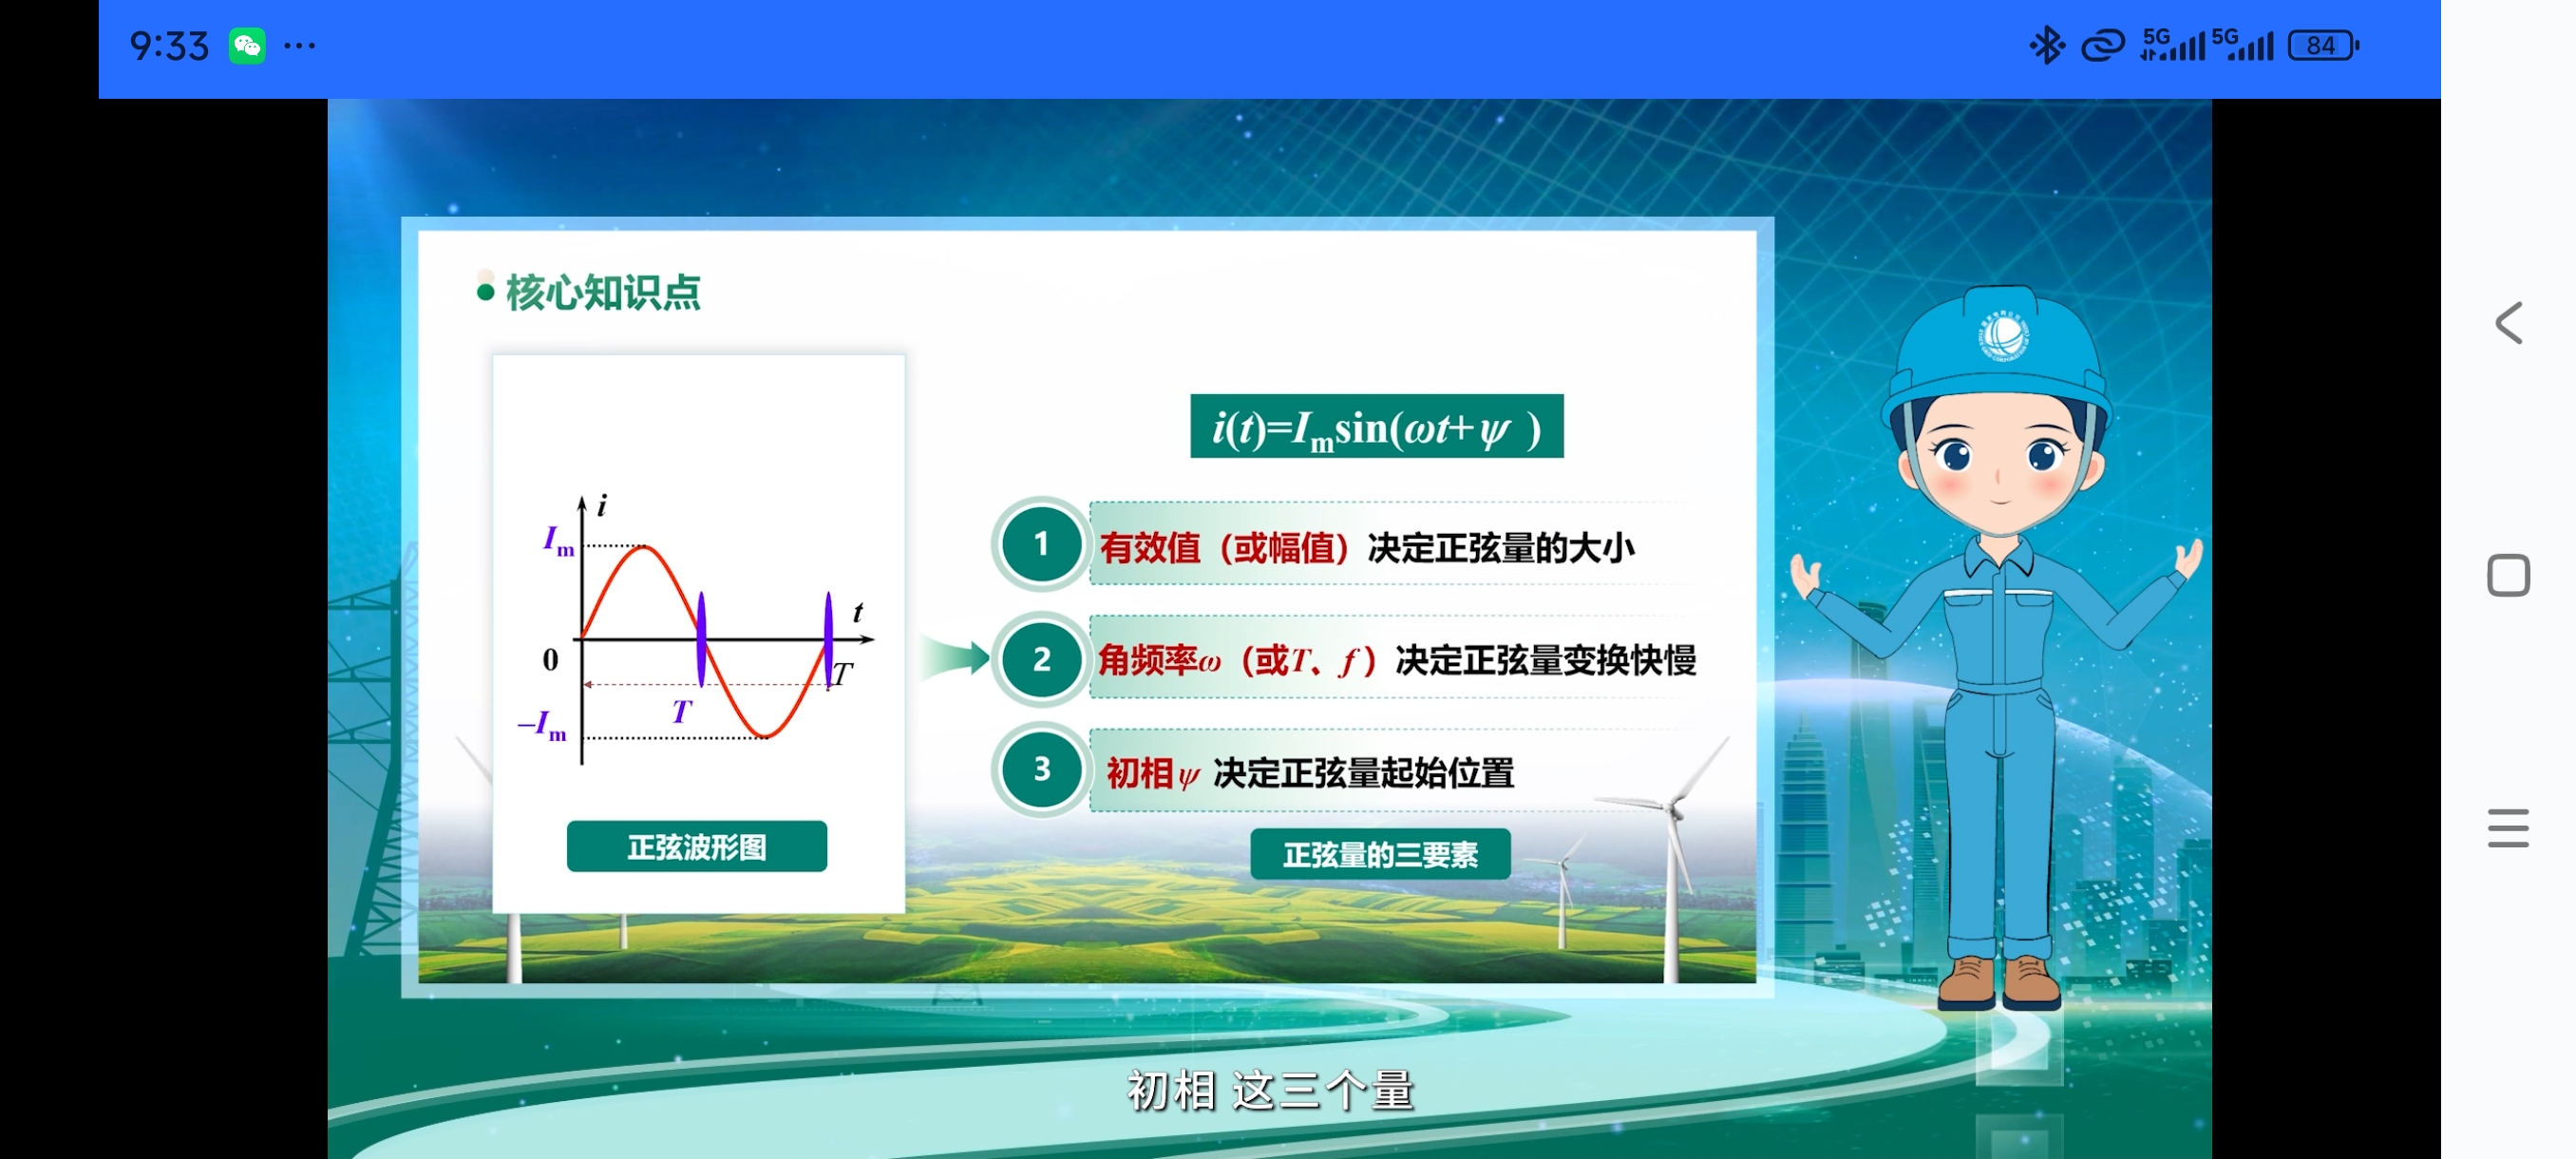 9:33 ... 5G 5G 84
核心知识点
i
Im
t
0
T
T
–Im
正弦波形图
i(t)=Imsin(ωt+ψ )
1 有效值（或幅值）决定正弦量的大小
2 角频率ω（或T、f）决定正弦量变换快慢
3 初相ψ 决定正弦量起始位置
正弦量的三要素
初相 这三个量